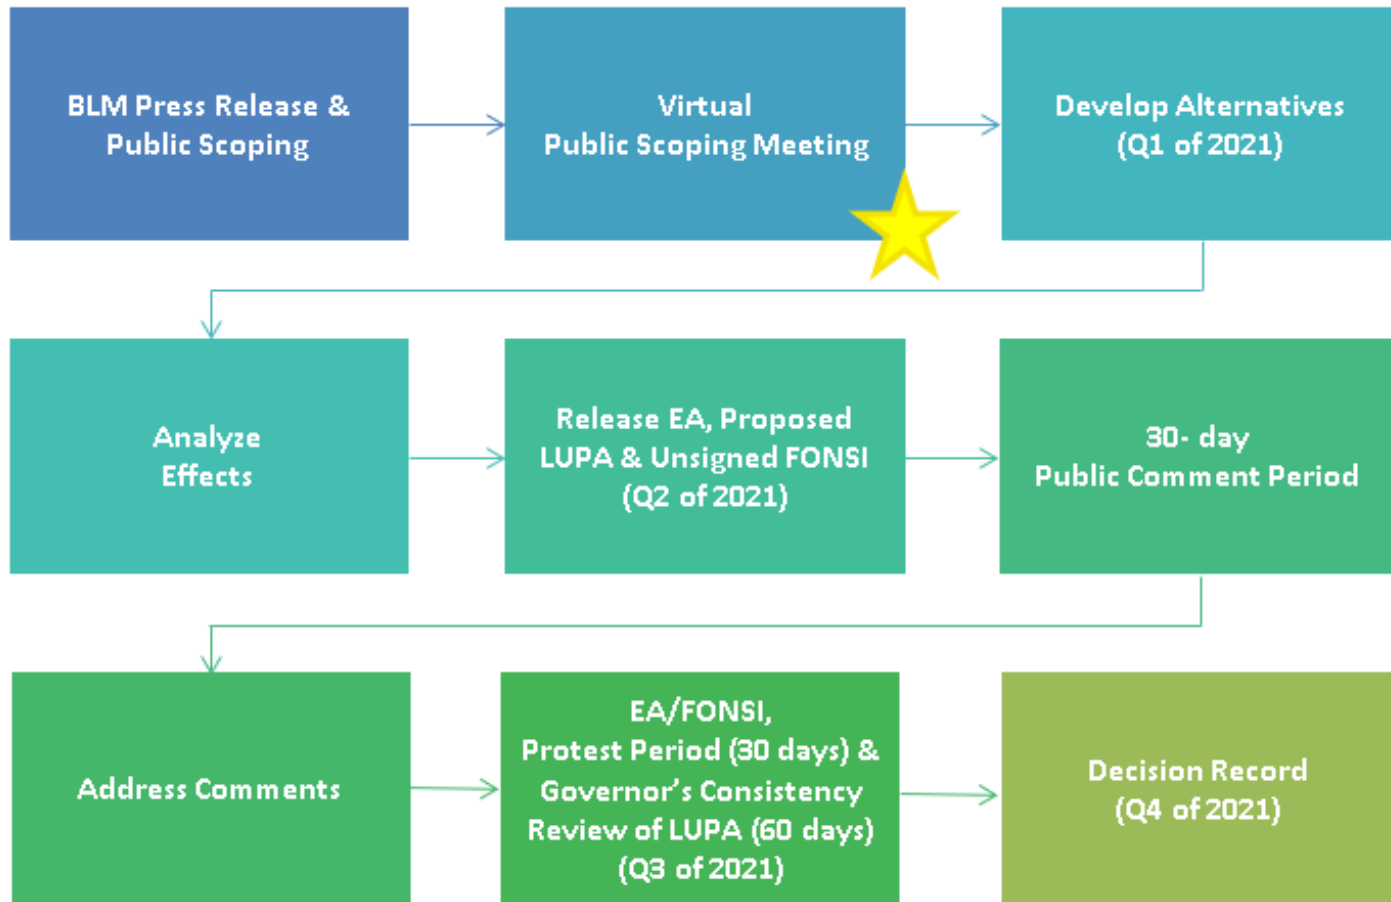 BLM Press Release &
Public Scoping
Virtual
Public Scoping Meeting
Develop Alternatives
(Q1 of 2021)
Analyze
Effects
Release EA, Proposed
LUPA & Unsigned FONSI
(Q2 of 2021)
30- day
Public Comment Period
Address Comments
EA/FONSI,
Protest Period (30 days) &
Governor's Consistency
Review of LUPA (60 days)
(Q3 of 2021)
Decision Record
(Q4 of 2021)